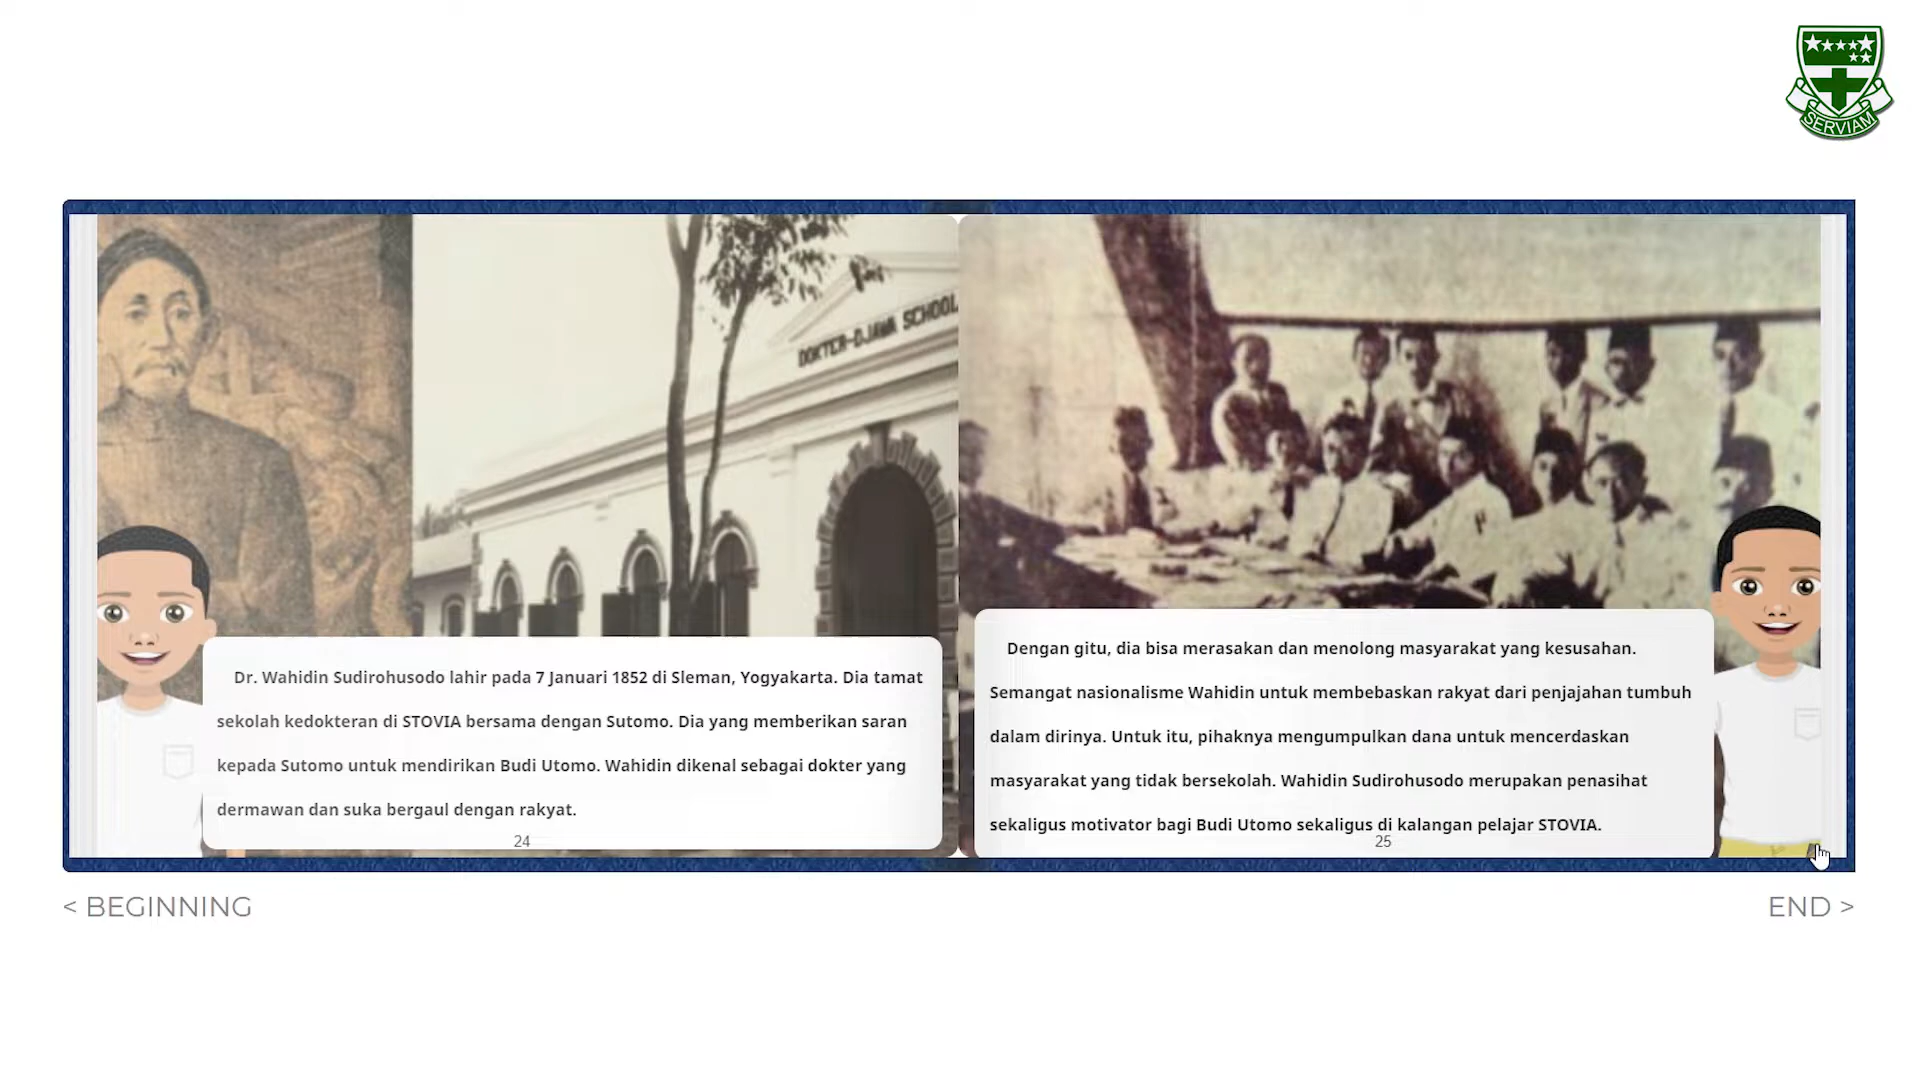 SERVIAM
DOKTER-DJAWA SCHOOL
Dr. Wahidin Sudirohusodo lahir pada 7 Januari 1852 di Sleman, Yogyakarta. Dia tamat
sekolah kedokteran di STOVIA bersama dengan Sutomo. Dia yang memberikan saran
kepada Sutomo untuk mendirikan Budi Utomo. Wahidin dikenal sebagai dokter yang
dermawan dan suka bergaul dengan rakyat.
24
Dengan gitu, dia bisa merasakan dan menolong masyarakat yang kesusahan.
Semangat nasionalisme Wahidin untuk membebaskan rakyat dari penjajahan tumbuh
dalam dirinya. Untuk itu, pihaknya mengumpulkan dana untuk mencerdaskan
masyarakat yang tidak bersekolah. Wahidin Sudirohusodo merupakan penasihat
sekaligus motivator bagi Budi Utomo sekaligus di kalangan pelajar STOVIA.
25
< BEGINNING
END >